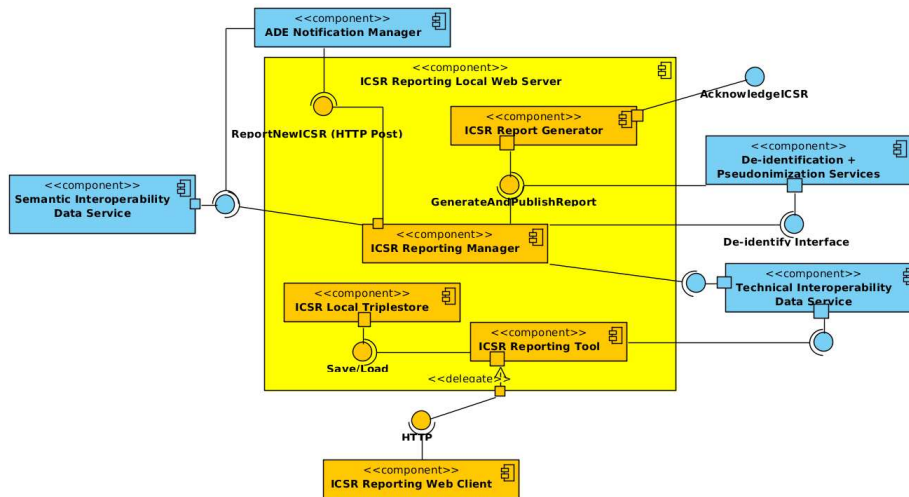 <<component>>
ADE Notification Manager
<<component>>
ICSR Reporting Local Web Server
AcknowledgeICSR
<<component>>
ICSR Report Generator
ReportNewICSR (HTTP Post)
<<component>>
De-identification +
Pseudonimization Services
<<component>>
Semantic Interoperability
Data Service
GenerateAndPublishReport
<<component>>
ICSR Reporting Manager
De-identify Interface
<<component>>
Technical Interoperability
Data Service
<<component>>
ICSR Local Triplestore
<<component>>
ICSR Reporting Tool
Save/Load
<<delegate>>
HTTP
<<component>>
ICSR Reporting Web Client